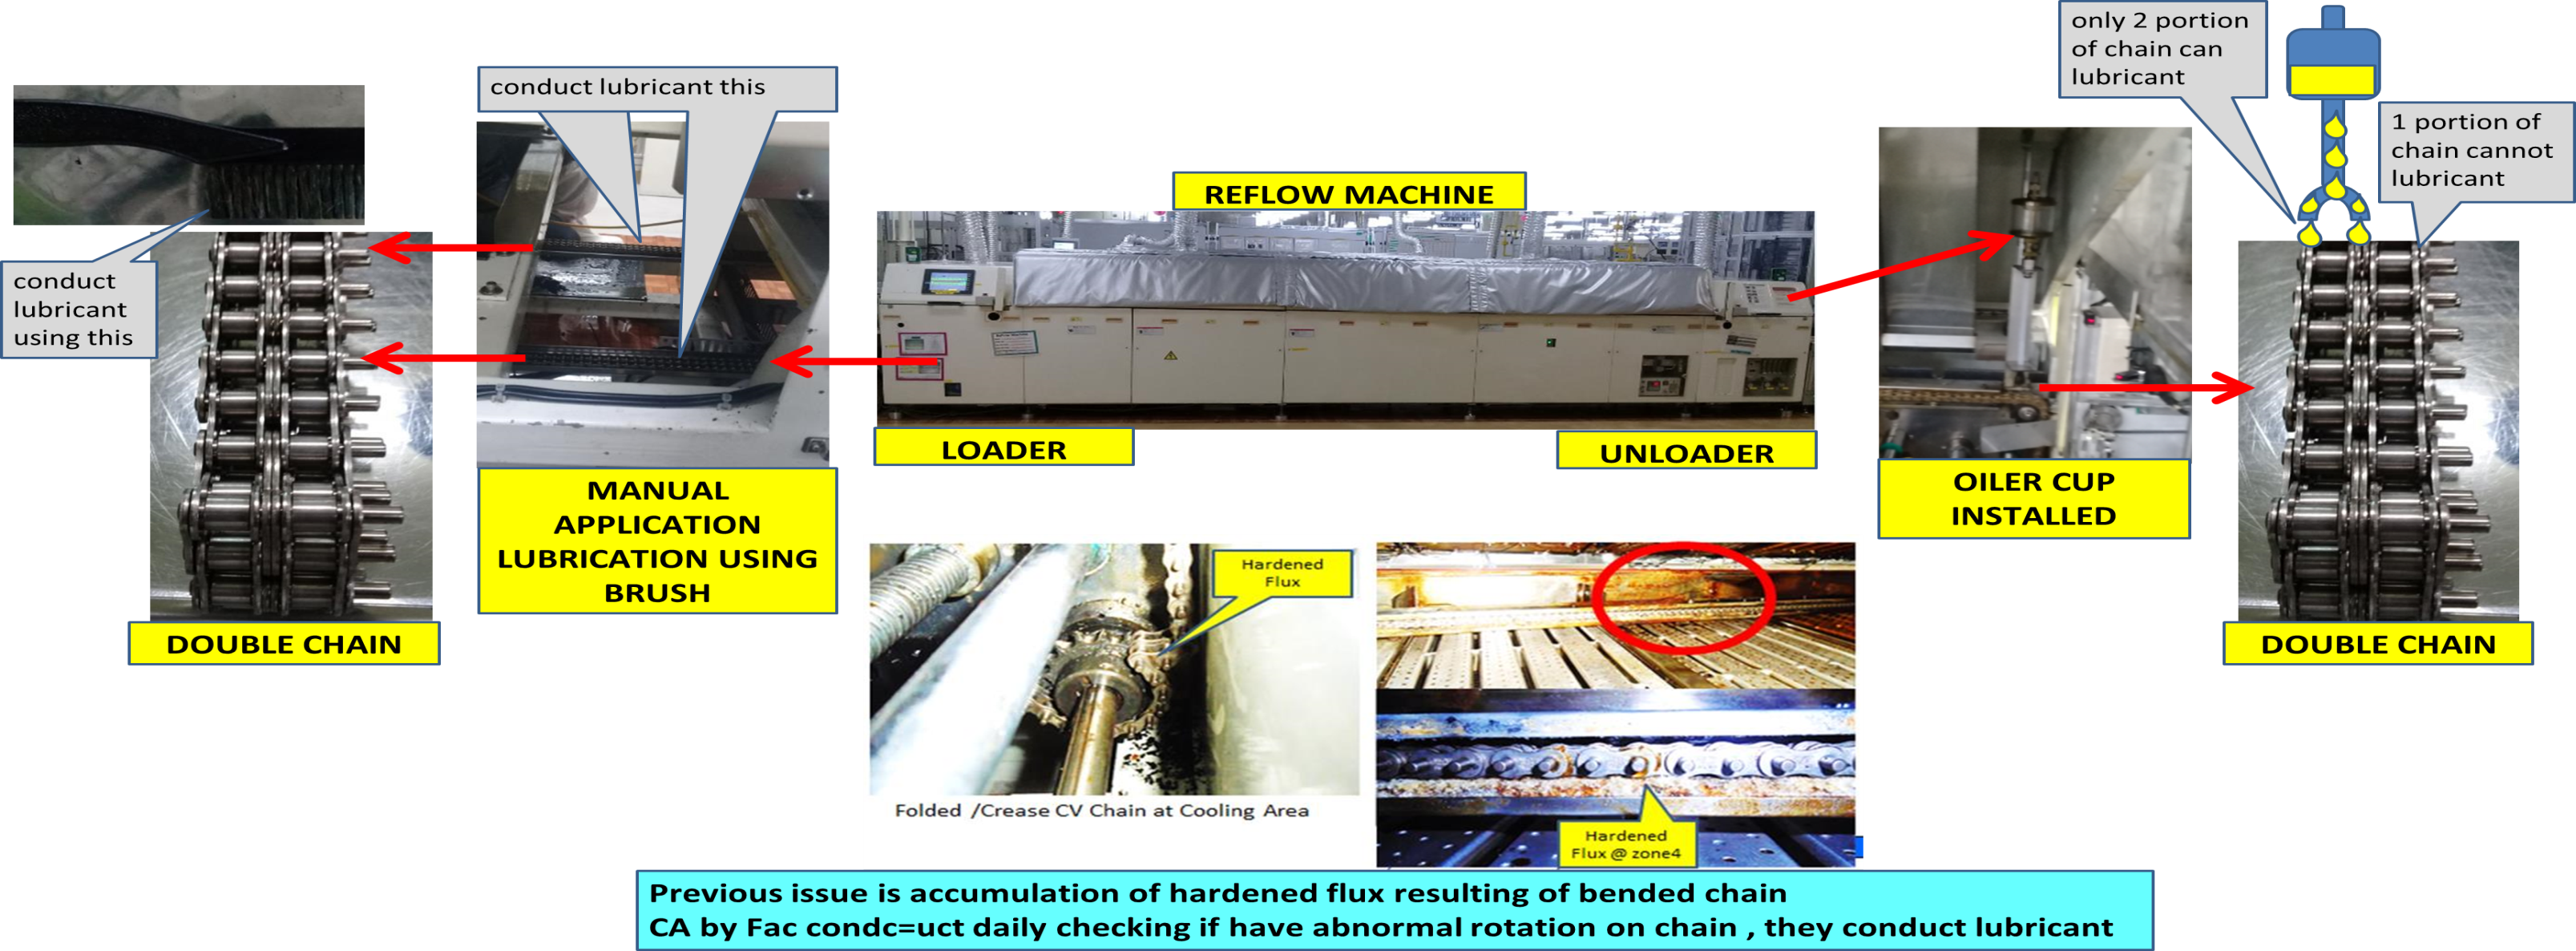 only 2 portion
of chain can
lubricant
conduct lubricant this
1 portion of
chain cannot
lubricant
REFLOW MACHINE
conduct
lubricant
using this
LOADER
UNLOADER
MANUAL
APPLICATION
LUBRICATION USING
BRUSH
OILER CUP
INSTALLED
DOUBLE CHAIN
DOUBLE CHAIN
Hardened
Flux
Folded /Crease CV Chain at Cooling Area
Hardened
Flux @ zone4
Previous issue is accumulation of hardened flux resulting of bended chain
CA by Fac condc=uct daily checking if have abnormal rotation on chain , they conduct lubricant